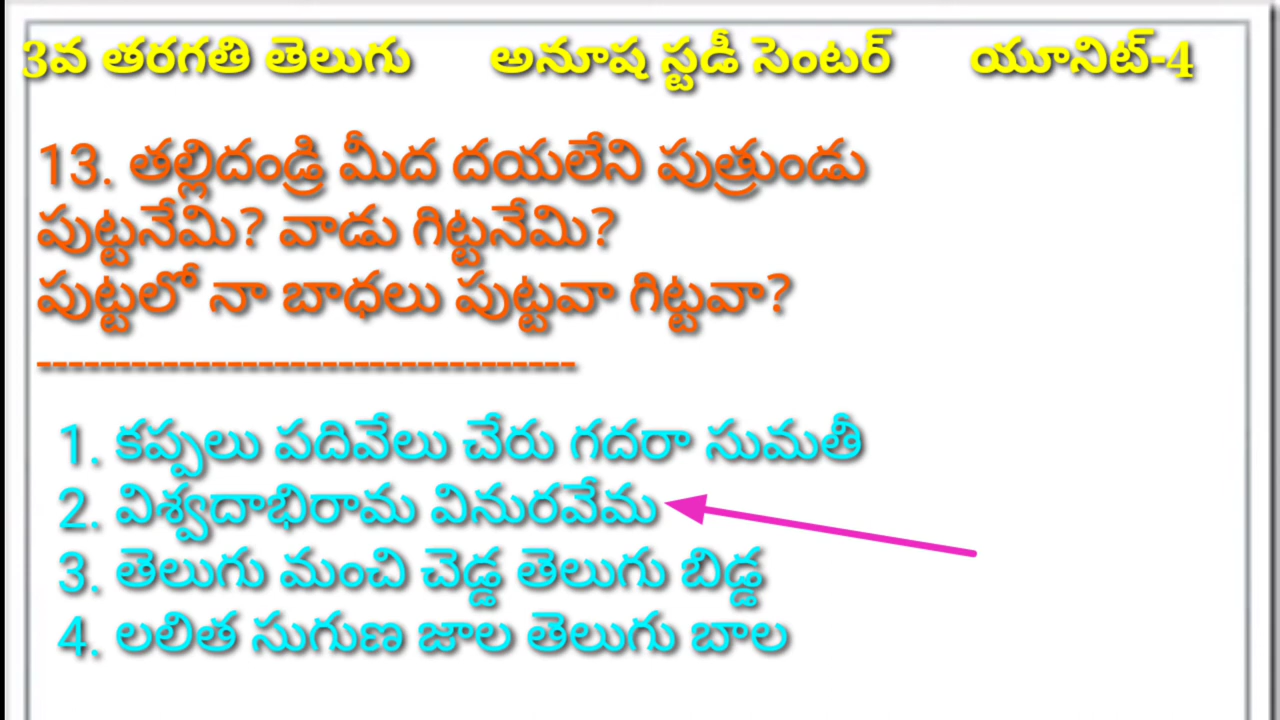 3వ తరగతి తెలుగు అనూష స్టడీ సెంటర్ యూనిట్-4
13. తల్లిదండ్రి మీద దయలేని పుత్రుండు
పుట్టనేమి? వాడు గిట్టనేమి?
పుట్టలో నా బాధలు పుట్టవా గిట్టవా?
----------------------------------
1. కప్పలు పదివేలు చేరు గదరా సుమతీ
2. విశ్వదాభిరామ వినురవేమ
3. తెలుగు మంచి చెడ్డ తెలుగు బిడ్డ
4. లలిత సుగుణ జాల తెలుగు బాల